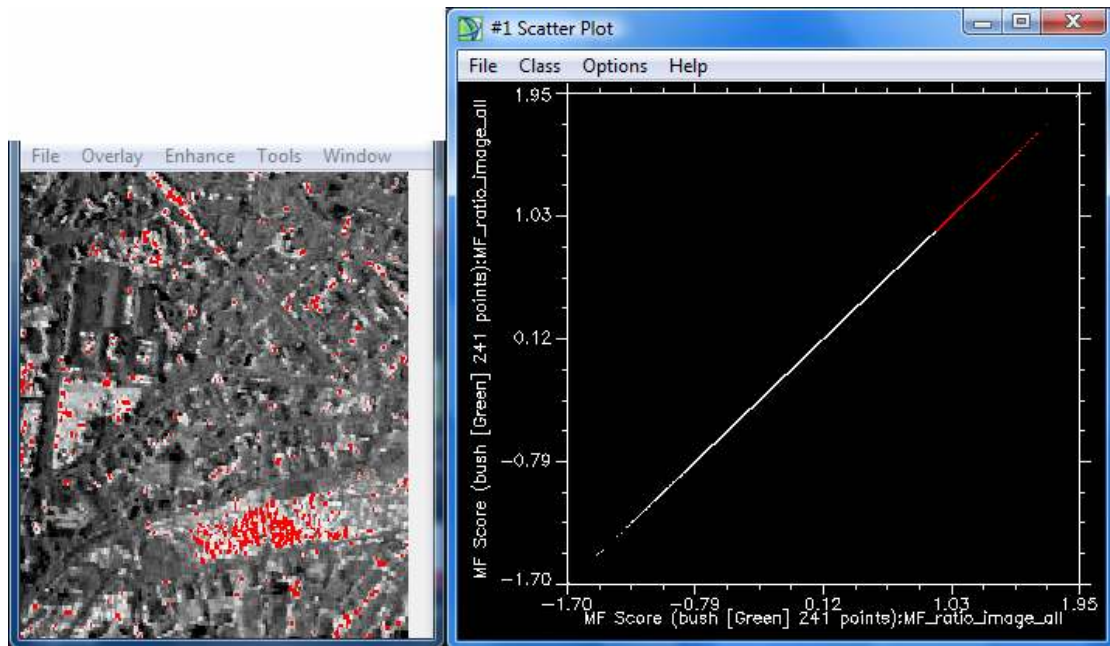 #1 Scatter Plot
File Class Options Help
File Overlay Enhance Tools Window
MF Score (bush [Green] 241 points):MF_ratio_image_all
1.95
1.03
0.12
-0.79
-1.70
-1.70 -0.79 0.12 1.03 1.95
MF Score (bush [Green] 241 points):MF_ratio_image_all